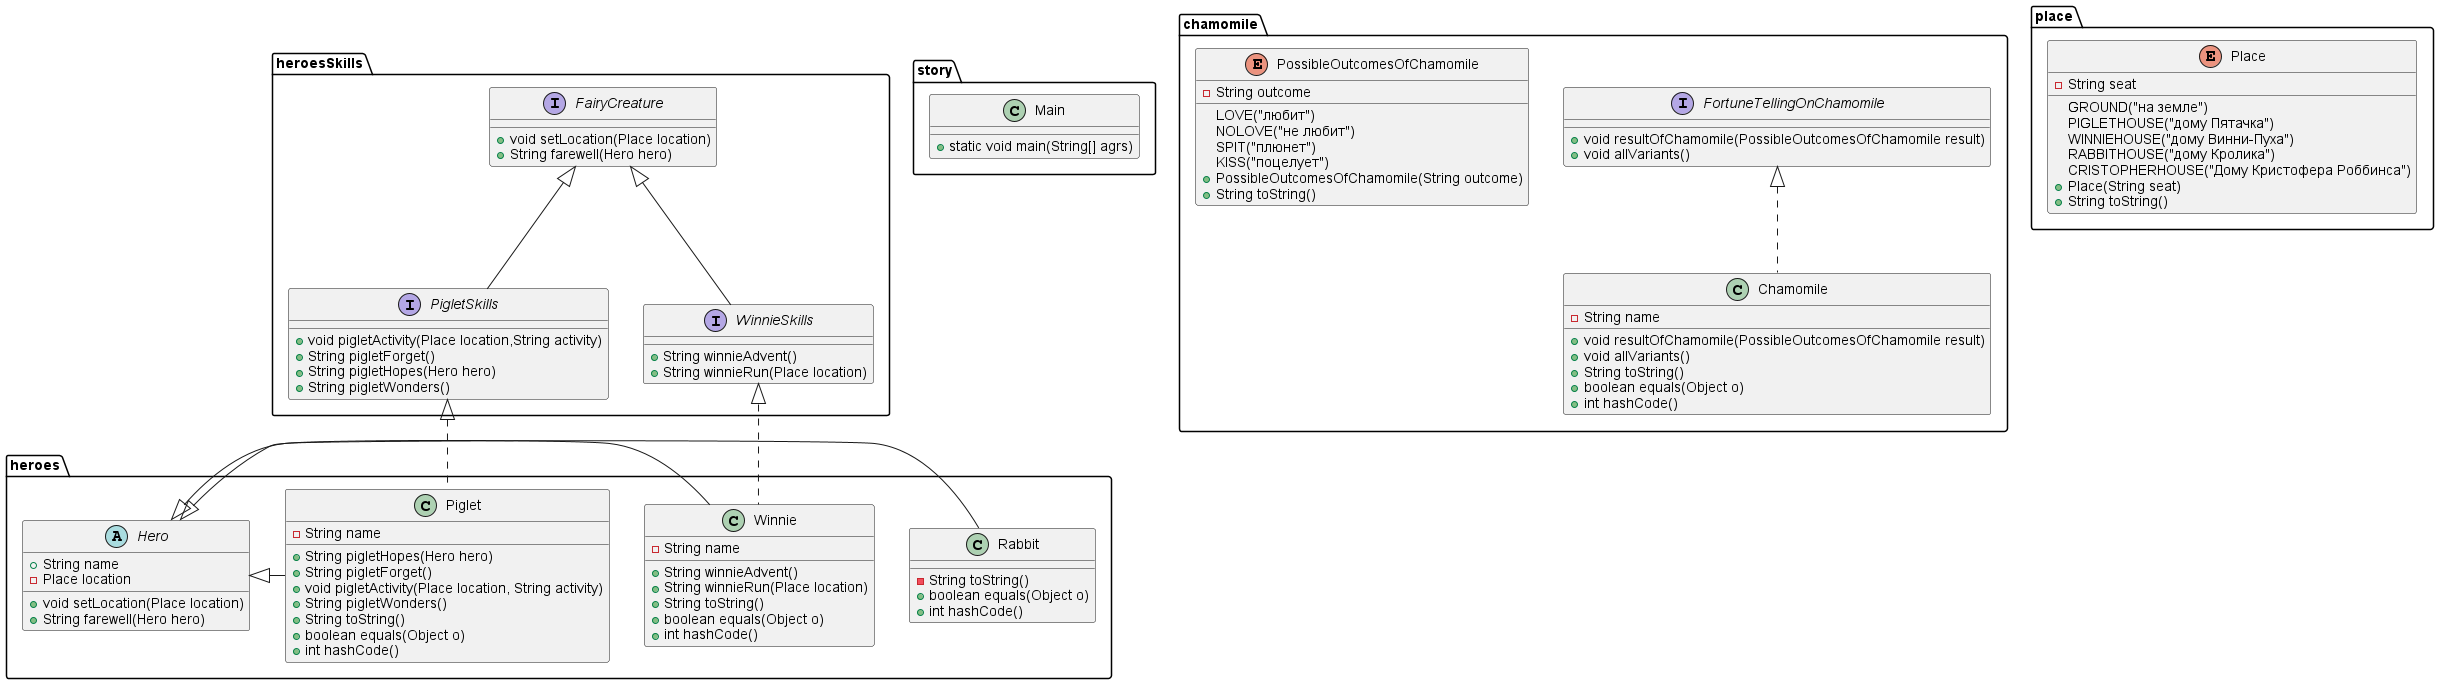 heroesSkills
I FairyCreature
void setLocation(Place location)
String farewell(Hero hero)
I PigletSkills
void pigletActivity(Place location,String activity)
String pigletForget()
String pigletHopes(Hero hero)
String pigletWonders()
I WinnieSkills
String winnieAdvent()
String winnieRun(Place location)
story
C Main
static void main(String[] agrs)
chamomile
E PossibleOutcomesOfChamomile
String outcome
LOVE("любит")
NOLOVE("не любит")
SPIT("плюнет")
KISS("поцелует")
PossibleOutcomesOfChamomile(String outcome)
String toString()
I FortuneTellingOnChamomile
void resultOfChamomile(PossibleOutcomesOfChamomile result)
void allVariants()
C Chamomile
String name
void resultOfChamomile(PossibleOutcomesOfChamomile result)
void allVariants()
String toString()
boolean equals(Object o)
int hashCode()
place
E Place
String seat
GROUND("на земле")
PIGLETHOUSE("дому Пятачка")
WINNIEHOUSE("дому Винни-Пуха")
RABBITHOUSE("дому Кролика")
CRISTOPHERHOUSE("Дому Кристофера Роббинса")
Place(String seat)
String toString()
heroes
A Hero
String name
Place location
void setLocation(Place location)
String farewell(Hero hero)
C Piglet
String name
String pigletHopes(Hero hero)
String pigletForget()
void pigletActivity(Place location, String activity)
String pigletWonders()
String toString()
boolean equals(Object o)
int hashCode()
C Winnie
String name
String winnieAdvent()
String winnieRun(Place location)
String toString()
boolean equals(Object o)
int hashCode()
C Rabbit
String toString()
boolean equals(Object o)
int hashCode()